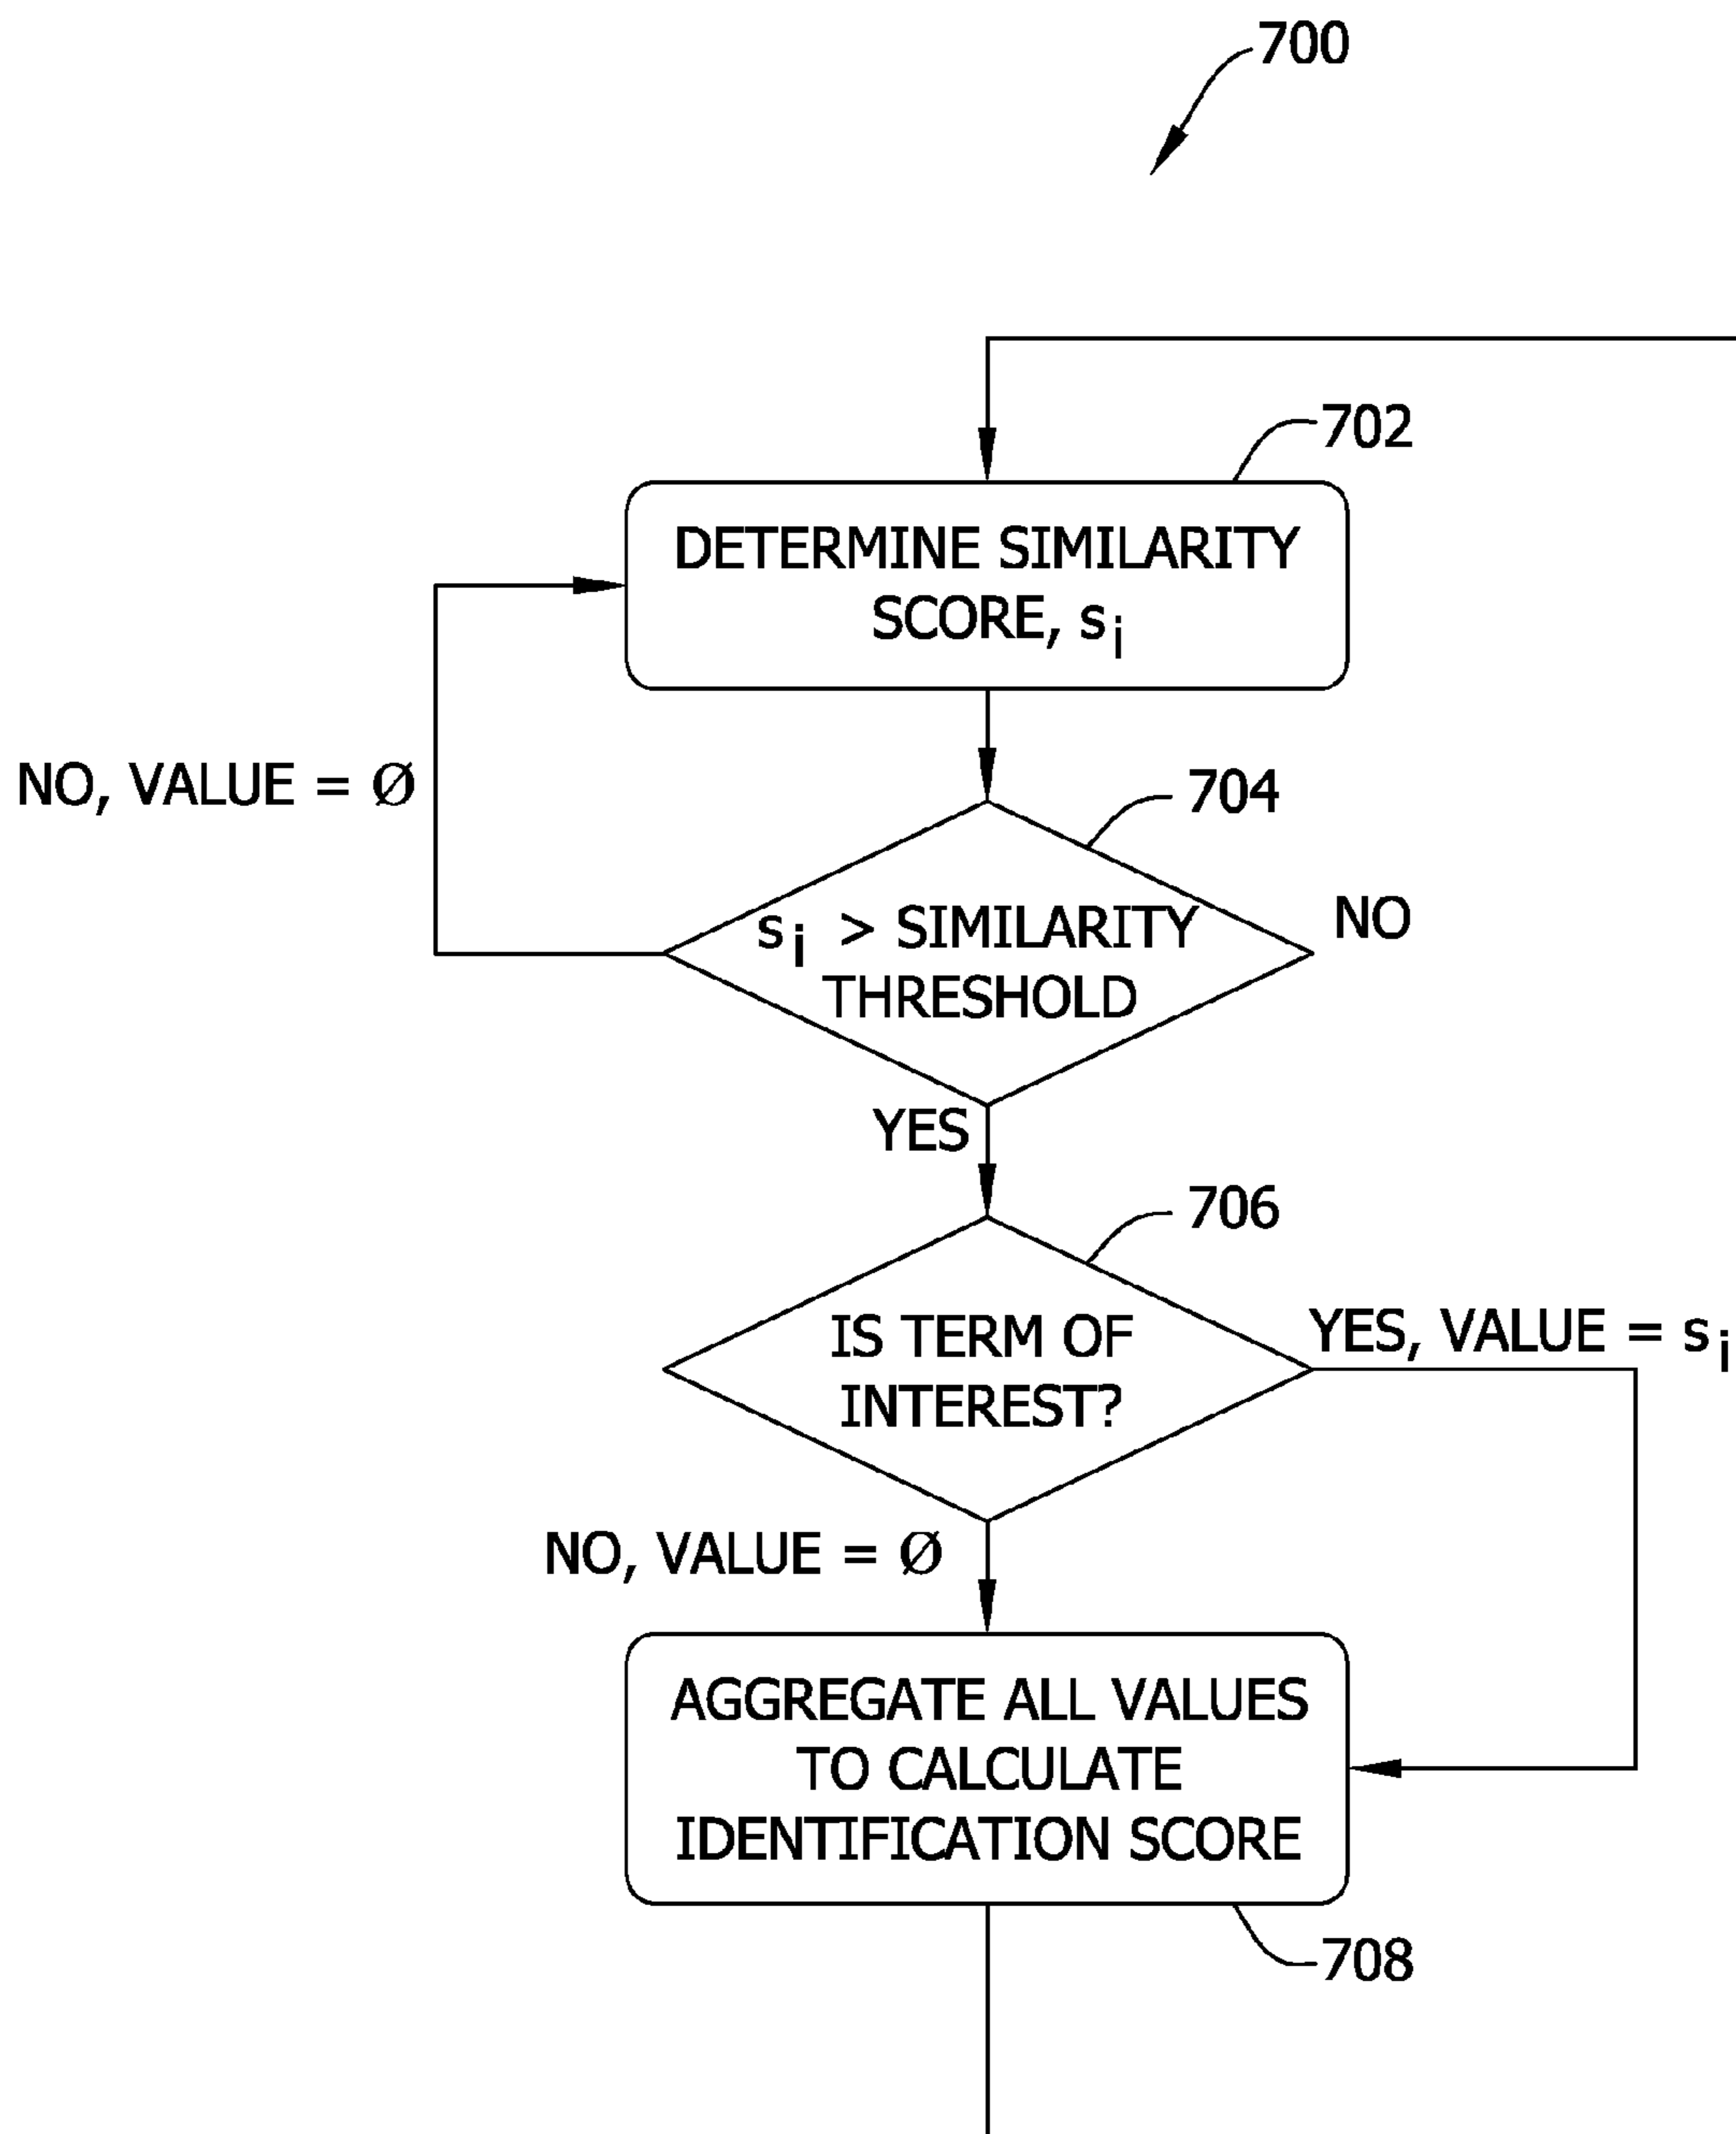 700
702
DETERMINE SIMILARITY
SCORE, si
NO, VALUE = Ø
704
NO
si > SIMILARITY
THRESHOLD
YES
706
IS TERM OF
INTEREST?
YES, VALUE = si
NO, VALUE = Ø
AGGREGATE ALL VALUES
TO CALCULATE
IDENTIFICATION SCORE
708